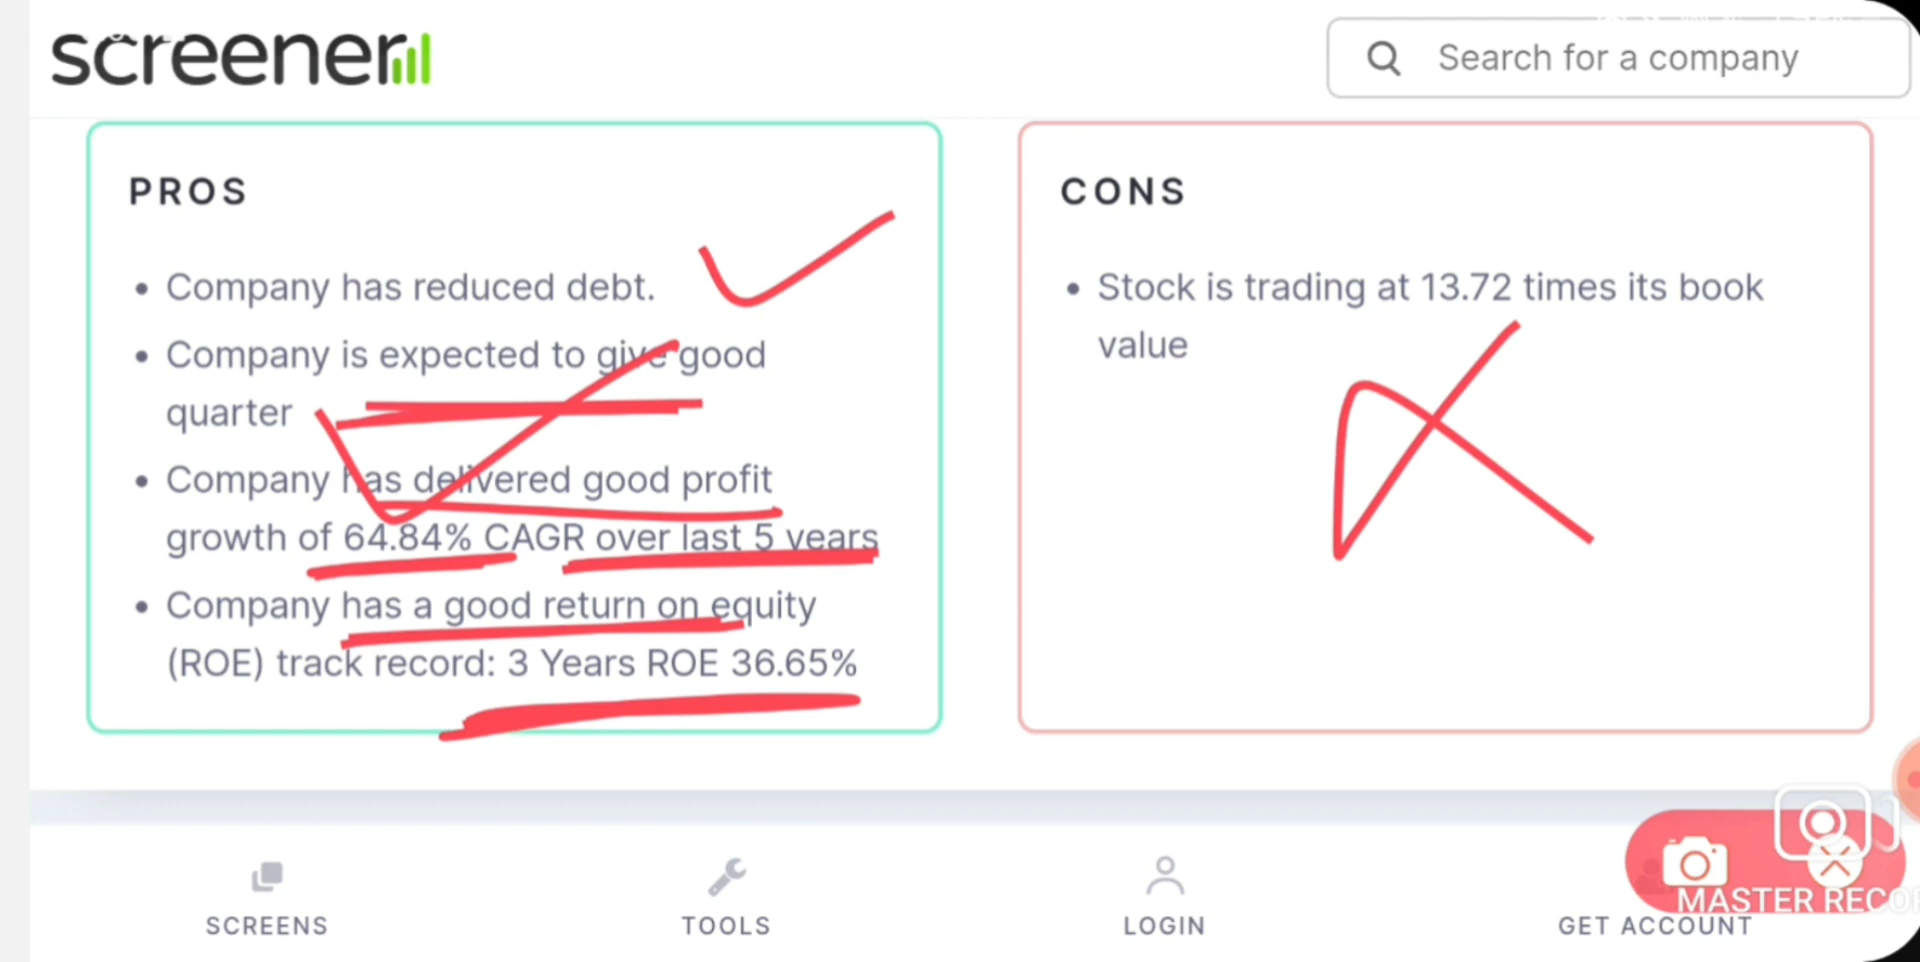 screener
Search for a company
PROS
Company has reduced debt.
Company is expected to give good
quarter
Company has delivered good profit
growth of 64.84% CAGR over last 5 years
Company has a good return on equity
(ROE) track record: 3 Years ROE 36.65%
CONS
Stock is trading at 13.72 times its book
value
SCREENS
TOOLS
LOGIN
GET ACCOUNT
MASTER RECO